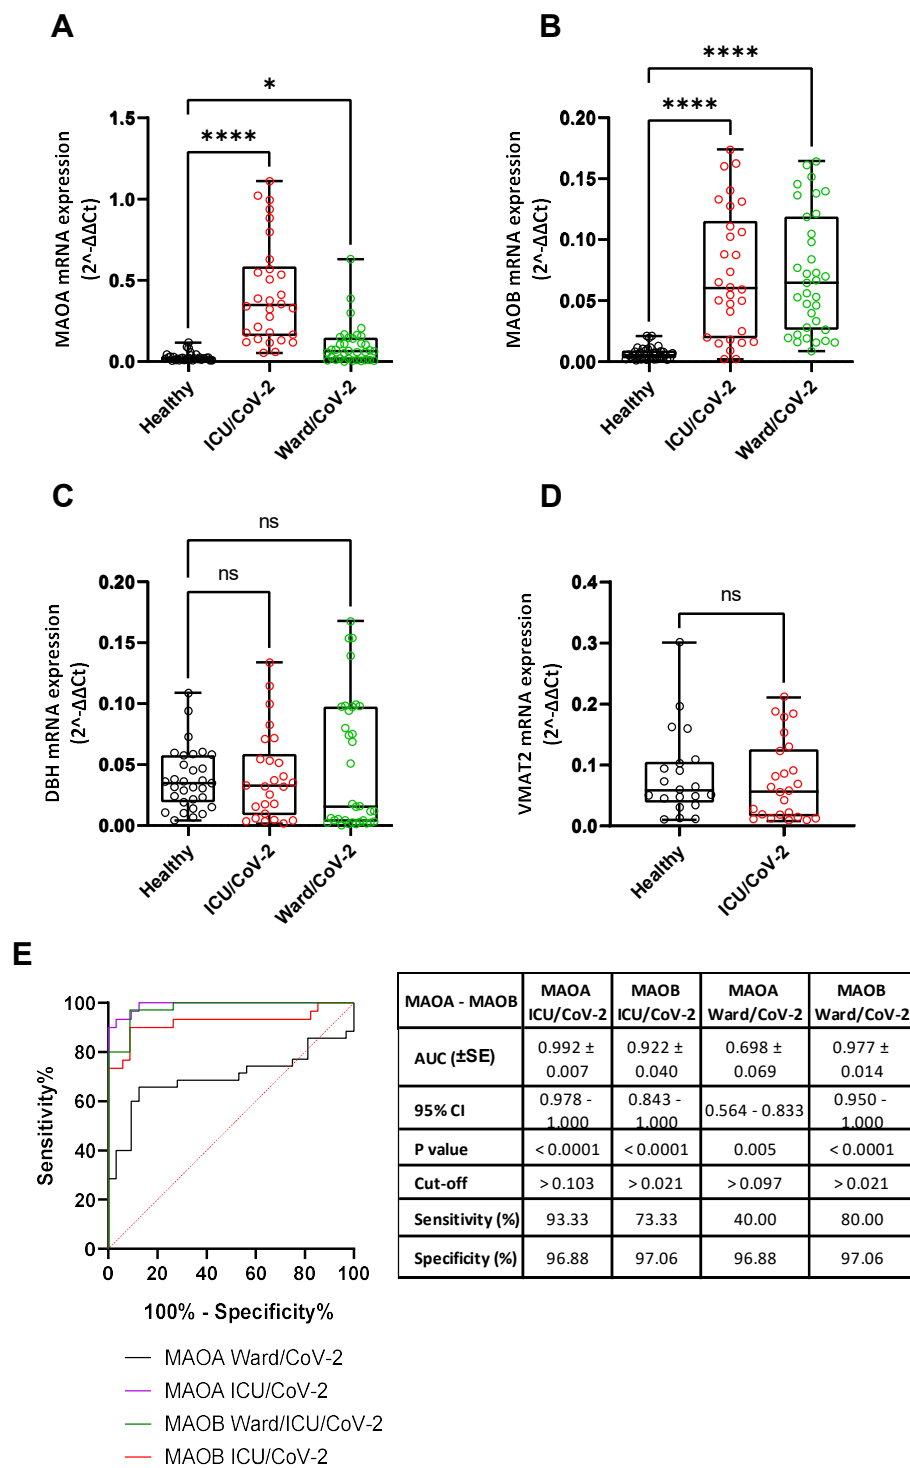 A
B
*
****
MAOA mRNA expression
(2^-ΔΔCt)
1.5
1.0
0.5
0.0
Healthy
ICU/CoV-2
Ward/CoV-2
****
****
MAOB mRNA expression
(2^-ΔΔCt)
0.20
0.15
0.10
0.05
0.00
Healthy
ICU/CoV-2
Ward/CoV-2
C
D
ns
ns
DBH mRNA expression
(2^-ΔΔCt)
0.20
0.15
0.10
0.05
0.00
Healthy
ICU/CoV-2
Ward/CoV-2
ns
VMAT2 mRNA expression
(2^-ΔΔCt)
0.4
0.3
0.2
0.1
0.0
Healthy
ICU/CoV-2
E
Sensitivity%
100
80
60
40
20
0
0 20 40 60 80 100
100% - Specificity%
MAOA Ward/CoV-2
MAOA ICU/CoV-2
MAOB Ward/ICU/CoV-2
MAOB ICU/CoV-2
MAOA - MAOB
MAOA
ICU/CoV-2
MAOB
ICU/CoV-2
MAOA
Ward/CoV-2
MAOB
Ward/CoV-2
AUC (±SE)
0.992 ±
0.007
0.922 ±
0.040
0.698 ±
0.069
0.977 ±
0.014
95% CI
0.978 -
1.000
0.843 -
1.000
0.564 - 0.833
0.950 -
1.000
P value
< 0.0001
< 0.0001
0.005
< 0.0001
Cut-off
> 0.103
> 0.021
> 0.097
> 0.021
Sensitivity (%)
93.33
73.33
40.00
80.00
Specificity (%)
96.88
97.06
96.88
97.06